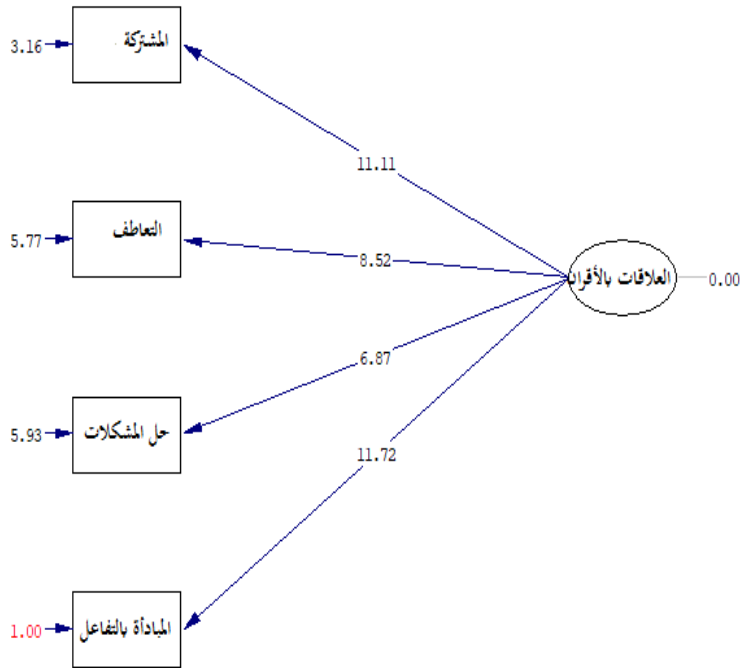 3.16
المشتركة
11.11
5.77
التعاطف
8.52
العلاقات بالأقران
0.00
6.87
5.93
حل المشكلات
11.72
1.00
المبادأة بالتفاعل